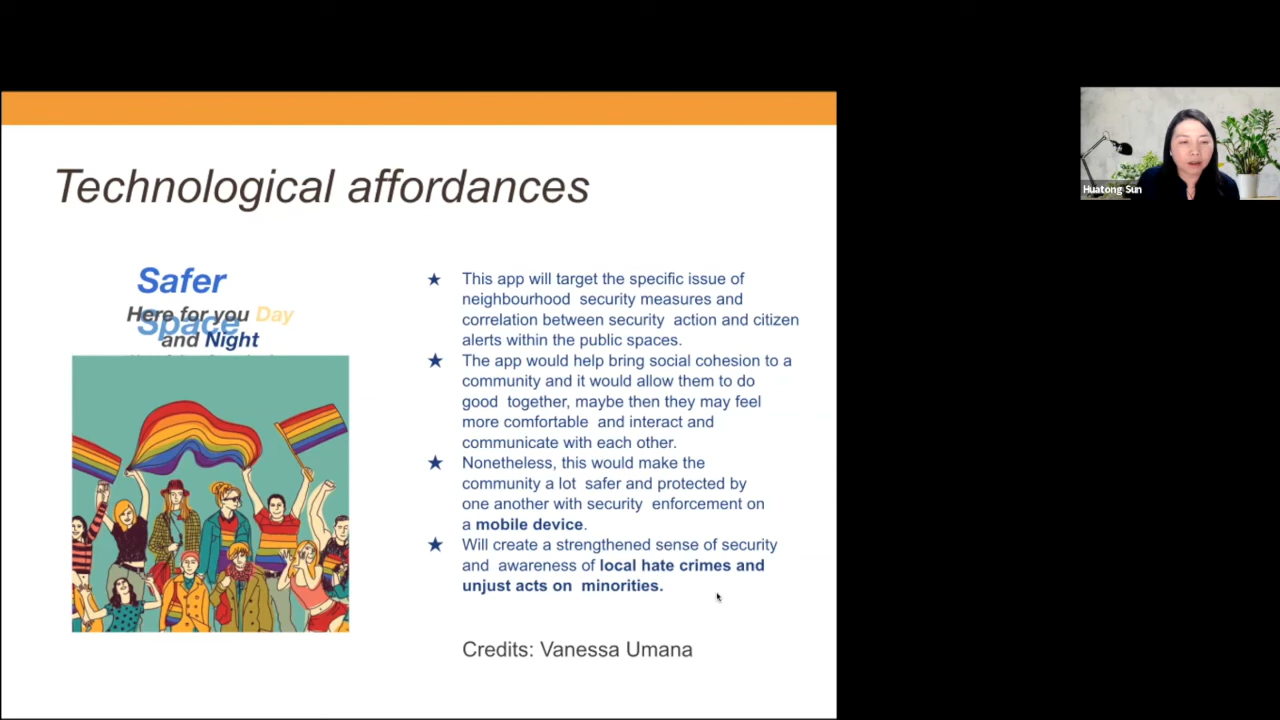 Technological affordances
Safer
Space
Here for you Day
and Night
This app will target the specific issue of
neighbourhood security measures and
correlation between security action and citizen
alerts within the public spaces.
The app would help bring social cohesion to a
community and it would allow them to do
good together, maybe then they may feel
more comfortable and interact and
communicate with each other.
Nonetheless, this would make the
community a lot safer and protected by
one another with security enforcement on
a mobile device.
Will create a strengthened sense of security
and awareness of local hate crimes and
unjust acts on minorities.
Credits: Vanessa Umana
Huatong Sun